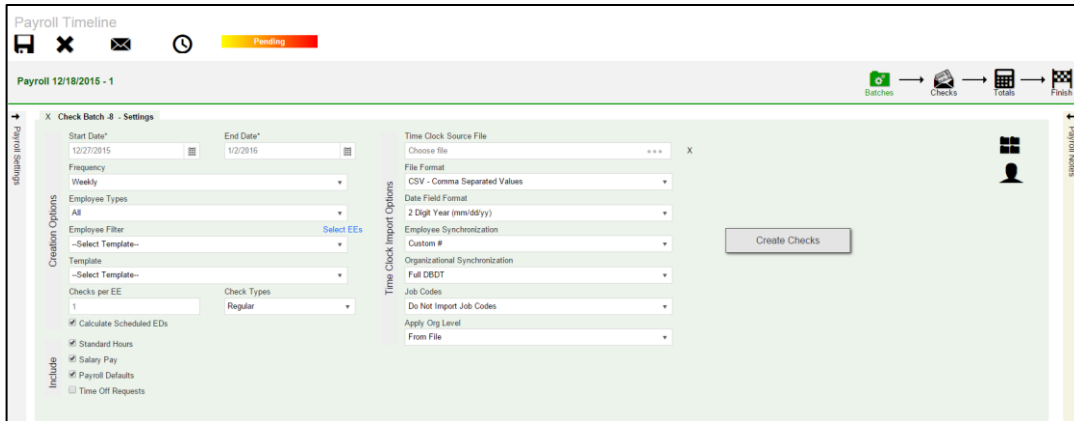 Payroll Timeline
Pending
Payroll 12/18/2015 - 1
Batches
Checks
Totals
Finish
Payroll Settings
X Check Batch -8 - Settings
Payroll Notes
Creation Options
Start Date*
End Date*
12/27/2015
1/2/2016
Frequency
Weekly
Employee Types
All
Employee Filter
Select EEs
--Select Template--
Template
--Select Template--
Checks per EE
Check Types
1
Regular
Calculate Scheduled EDs
Include
Standard Hours
Salary Pay
Payroll Defaults
Time Off Requests
Time Clock Import Options
Time Clock Source File
Choose file
X
File Format
CSV - Comma Separated Values
Date Field Format
2 Digit Year (mm/dd/yy)
Employee Synchronization
Custom #
Organizational Synchronization
Full DBDT
Job Codes
Do Not Import Job Codes
Apply Org Level
From File
Create Checks